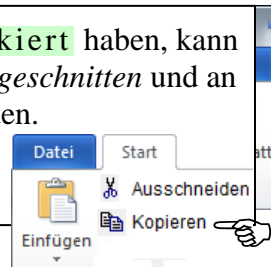 kiert haben, kann
geschnitten und an
en.
Datei Start
Ausschneiden
Kopieren
Einfügen